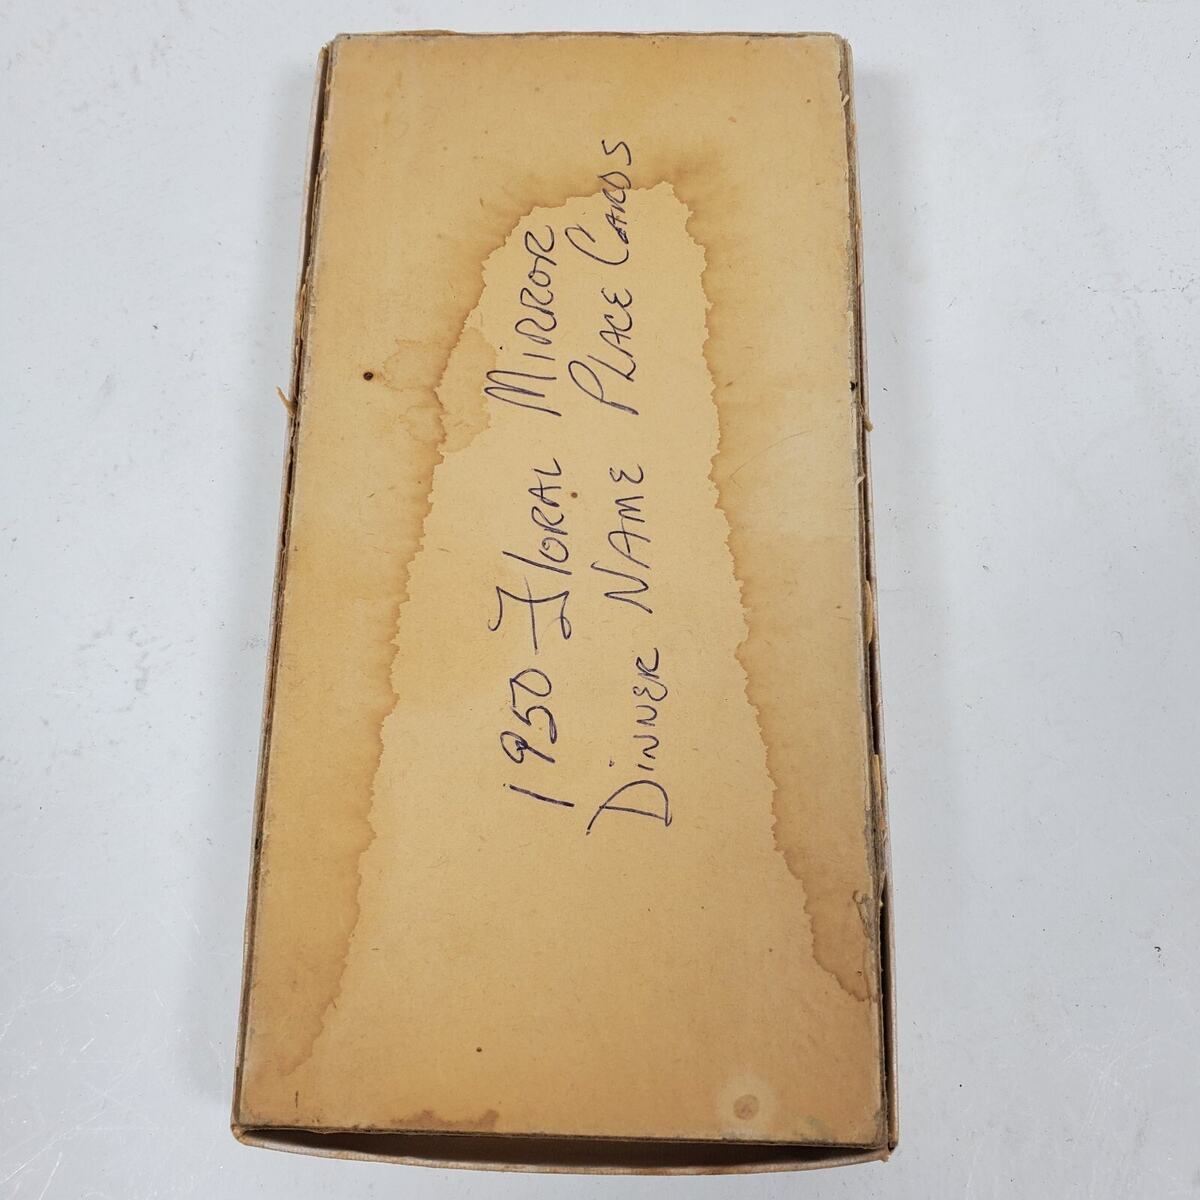 1950 Floral MiRROR
DiNNER NAME PLACE CARDS